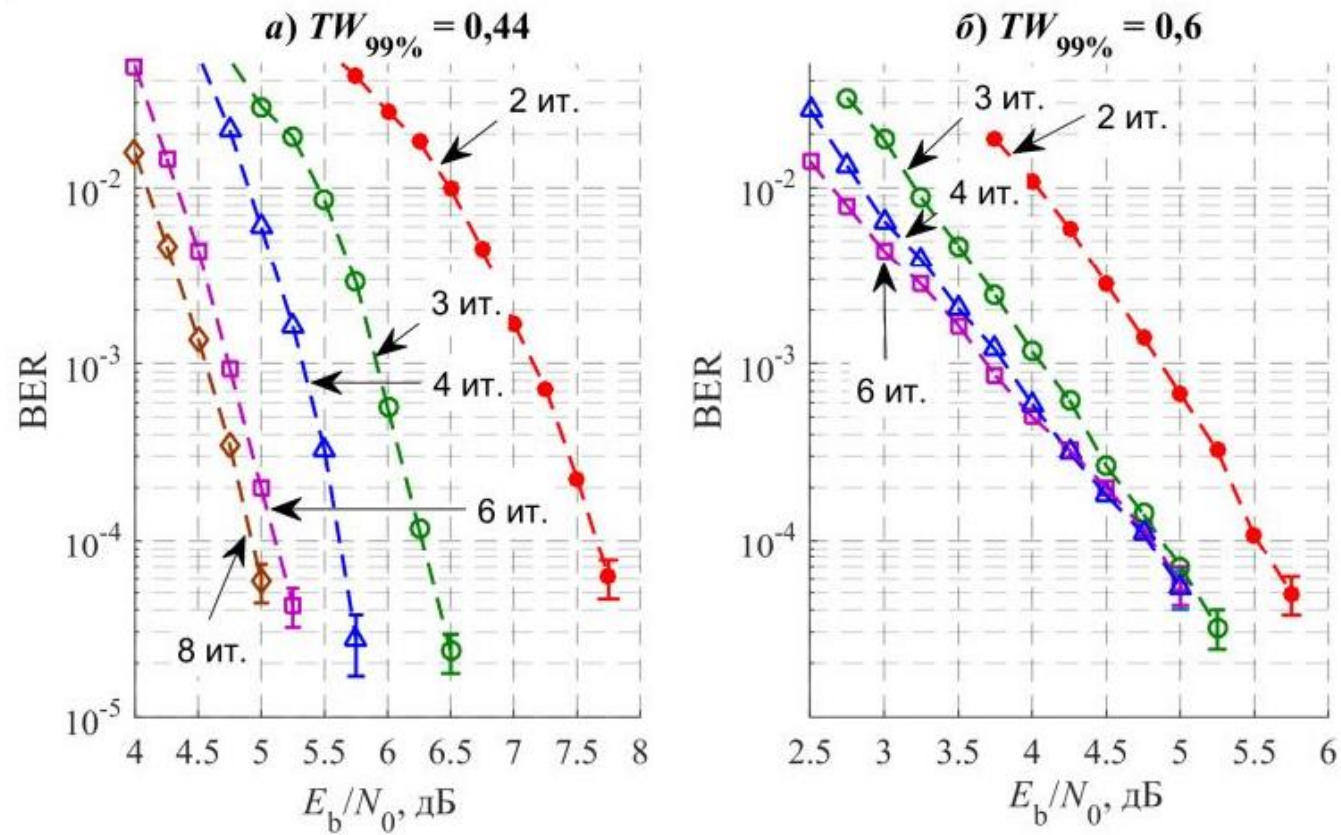 а) TW99% = 0,44
2 ит.
3 ит.
4 ит.
6 ит.
8 ит.
BER
10-2
10-3
10-4
10-5
4 4.5 5 5.5 6 6.5 7 7.5 8
Eb/N0, дБ
б) TW99% = 0,6
3 ит.
2 ит.
4 ит.
6 ит.
BER
10-2
10-3
10-4
10-5
2.5 3 3.5 4 4.5 5 5.5 6
Eb/N0, дБ